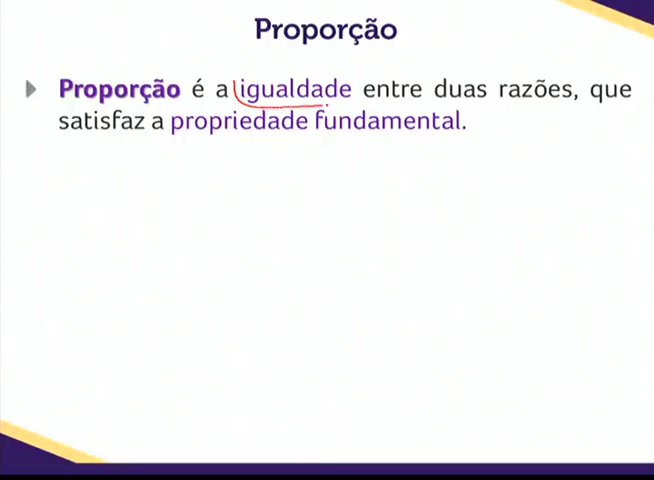 Proporção
Proporção é a igualdade entre duas razões, que
satisfaz a propriedade fundamental.